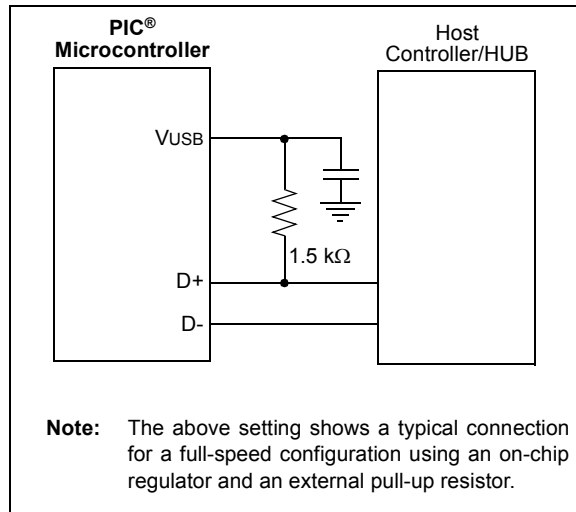 PIC®
Microcontroller
Host
Controller/HUB
VUSB
1.5 kΩ
D+
D-
Note: The above setting shows a typical connection
for a full-speed configuration using an on-chip
regulator and an external pull-up resistor.